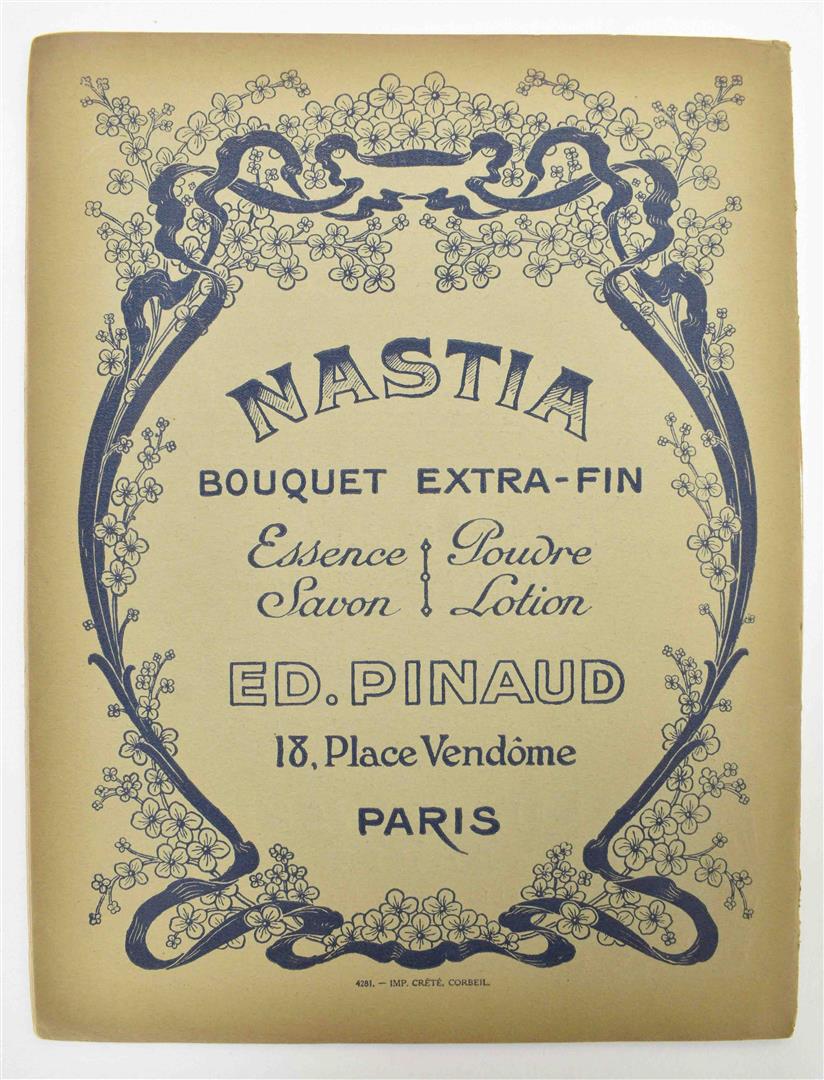 NASTIA
BOUQUET EXTRA-FIN
Essence Poudre
Savon Lotion
ED. PINAUD
18, Place Vendôme
PARIS
4281. — IMP. CRÉTÉ, CORBEIL.